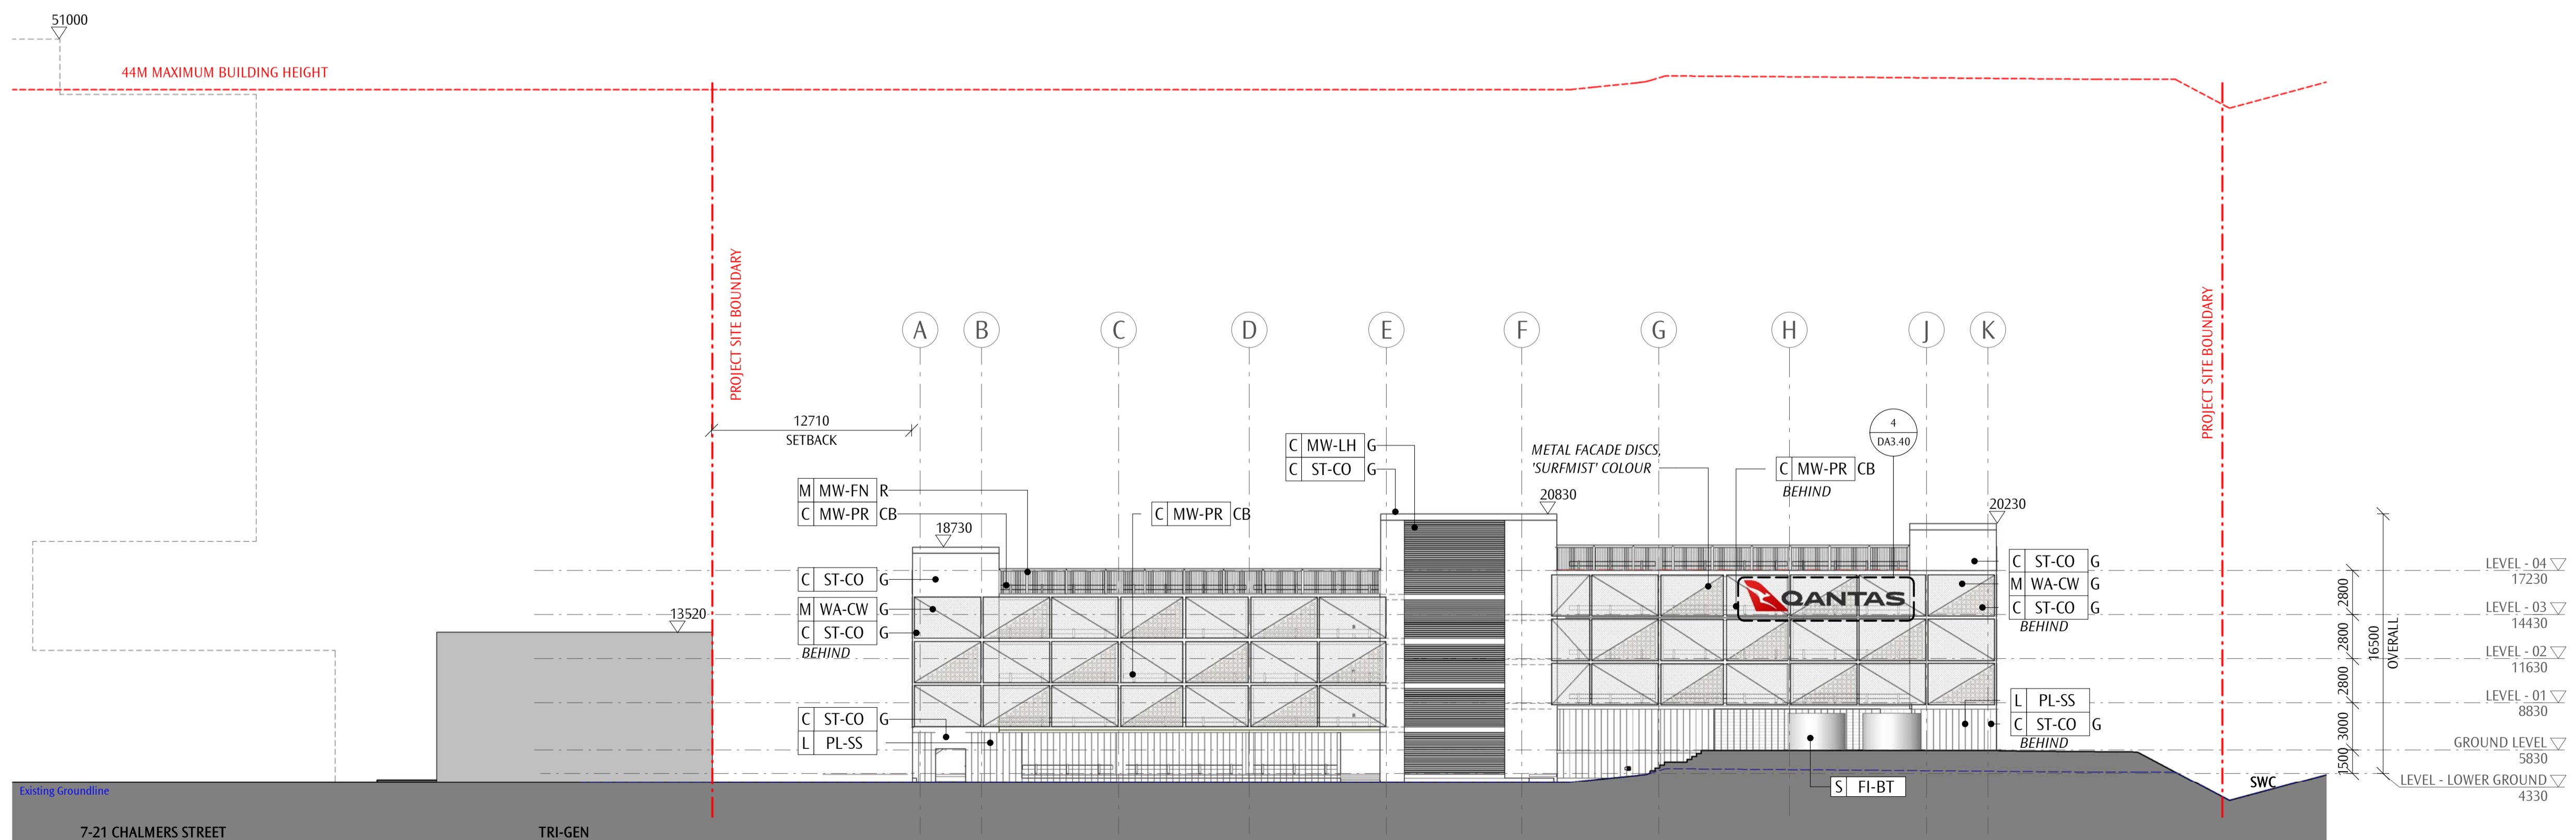 51000
44M MAXIMUM BUILDING HEIGHT
PROJECT SITE BOUNDARY
PROJECT SITE BOUNDARY
A B C D E F G H J K
12710
SETBACK
4
DA3.40
C MW-LH G
C ST-CO G
METAL FACADE DISCS,
'SURFMIST' COLOUR
C MW-PR CB
BEHIND
M MW-FN R
C MW-PR CB
C MW-PR CB
20830
20230
18730
13520
C ST-CO G
M WA-CW G
C ST-CO G
BEHIND
C ST-CO G
L PL-SS
QANTAS
C ST-CO G
M WA-CW G
C ST-CO G
BEHIND
L PL-SS
C ST-CO G
BEHIND
S FI-BT
2800
2800
2800
3000
1500
16500
OVERALL
LEVEL - 04
17230
LEVEL - 03
14430
LEVEL - 02
11630
LEVEL - 01
8830
GROUND LEVEL
5830
LEVEL - LOWER GROUND
4330
SWC
Existing Groundline
7-21 CHALMERS STREET
TRI-GEN